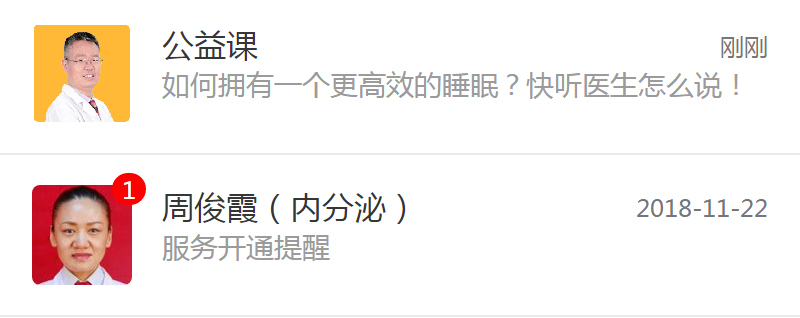 公益课
刚刚
如何拥有一个更高效的睡眠？快听医生怎么说！
1
周俊霞（内分泌）
2018-11-22
服务开通提醒